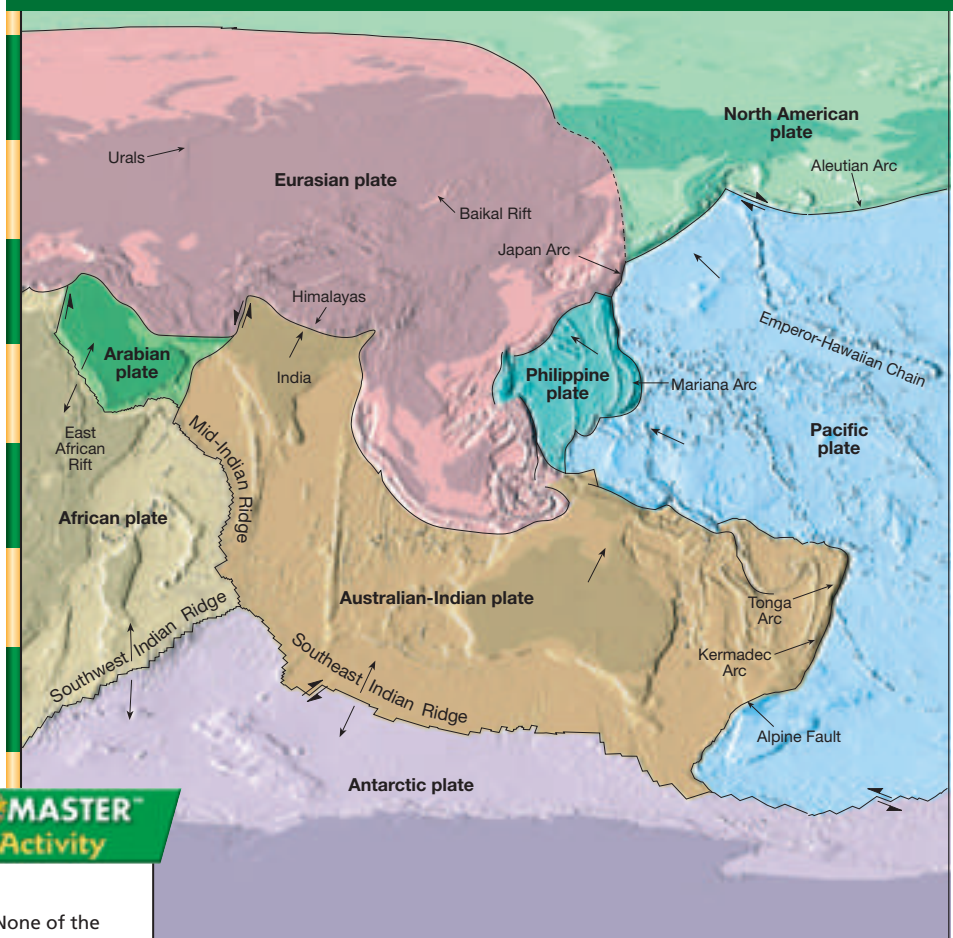 North American
plate
Aleutian Arc
Urals
Eurasian plate
Baikal Rift
Japan Arc
Himalayas
Emperor-Hawaiian Chain
Arabian
plate
India
Philippine
plate
Mariana Arc
East
African
Rift
Mid-Indian Ridge
Pacific
plate
African plate
Australian-Indian plate
Tonga
Arc
Southwest Indian Ridge
Kermadec
Arc
Southeast Indian Ridge
Alpine Fault
Antarctic plate
MASTER™
Activity
None of the